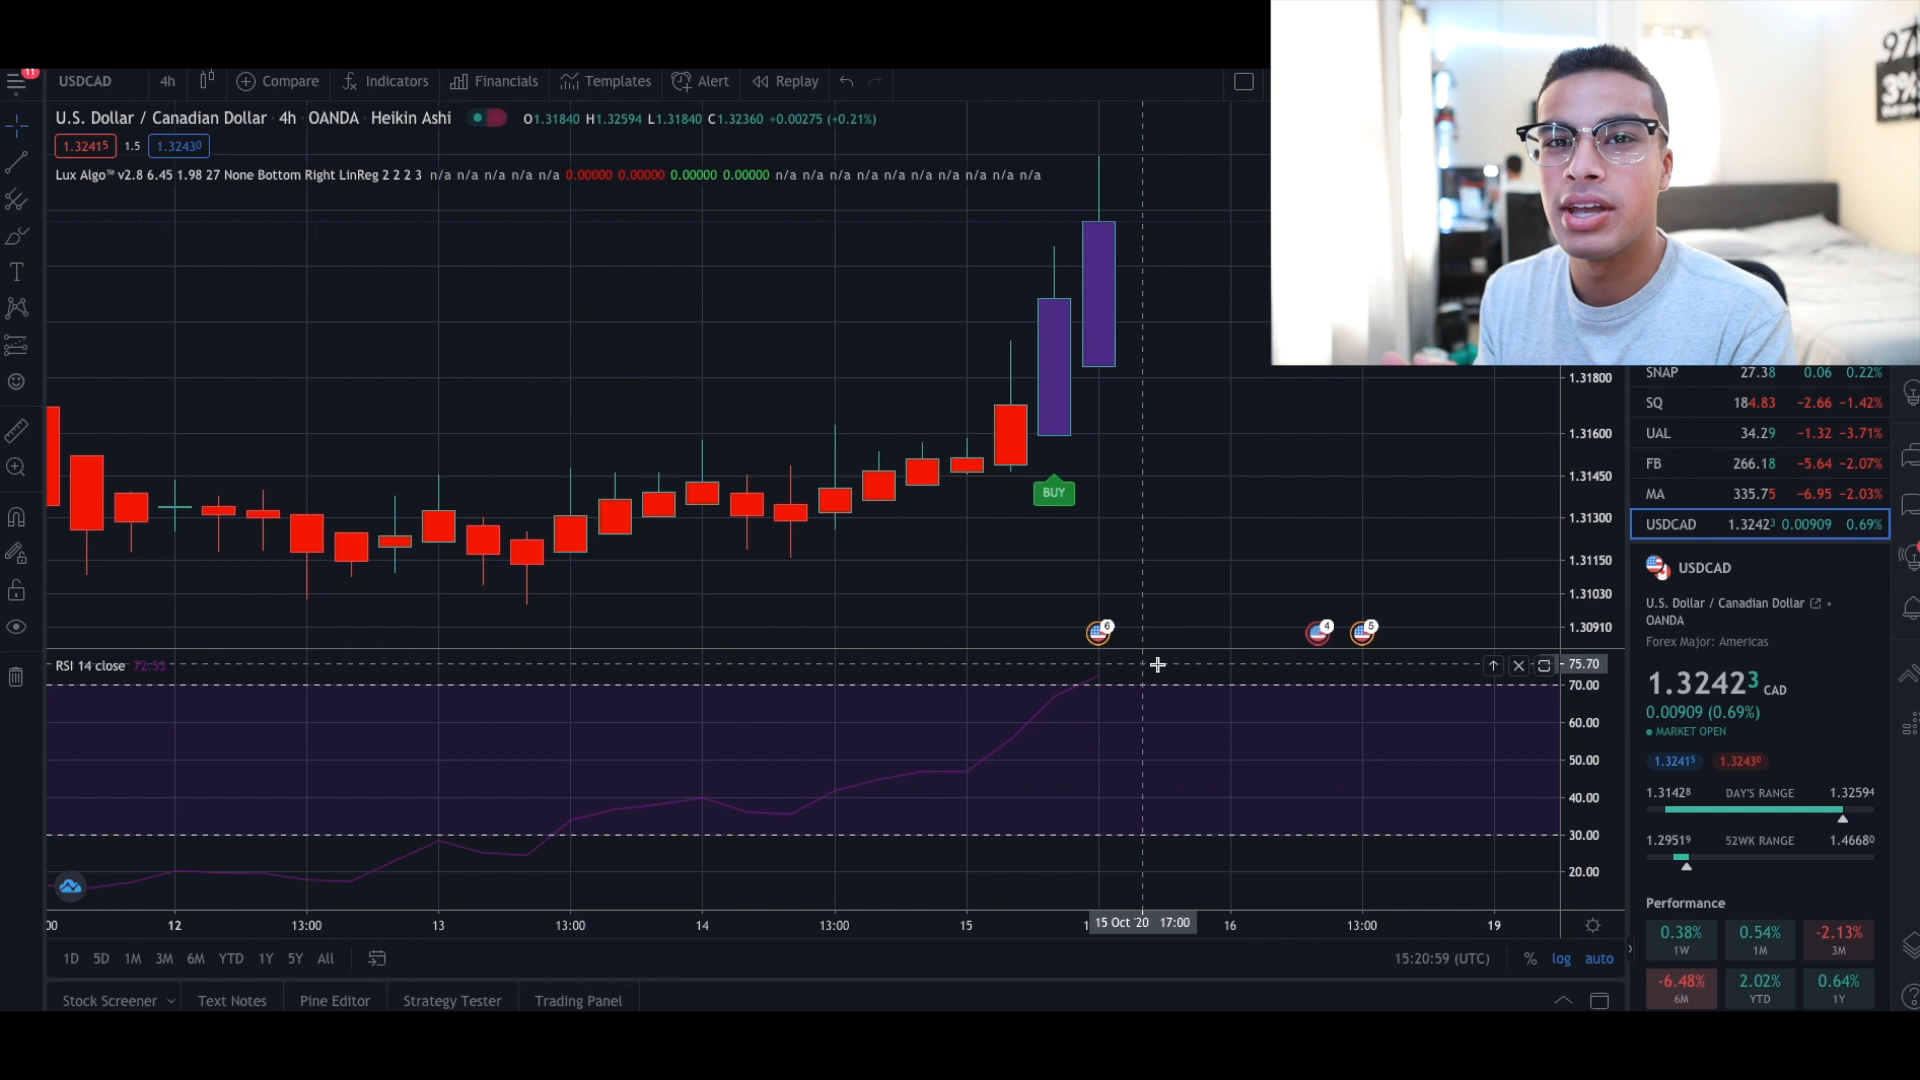 97
39%
11
USDCAD 4h Compare Indicators Financials Templates Alert Replay
U.S. Dollar / Canadian Dollar · 4h · OANDA · Heikin Ashi O1.31840 H1.32594 L1.31840 C1.32360 +0.00275 (+0.21%)
1.32415 1.5 1.32430
Lux Algo™ v2.8 6.45 1.98 27 None Bottom Right LinReg 2 2 2 3 n/a n/a n/a n/a n/a 0.00000 0.00000 0.00000 0.00000 n/a n/a n/a n/a n/a n/a n/a n/a n/a n/a
BUY
6
4
5
1.31800
1.31600
1.31450
1.31300
1.31150
1.31030
1.30910
RSI 14 close 72.53
75.70
70.00
60.00
50.00
40.00
30.00
20.00
00 12 13:00 13 13:00 14 13:00 15 1 15 Oct '20 17:00 16 13:00 19
1D 5D 1M 3M 6M YTD 1Y 5Y All 15:20:59 (UTC) % log auto
Stock Screener Text Notes Pine Editor Strategy Tester Trading Panel
SNAP 27.38 0.06 0.22%
SQ 184.83 −2.66 −1.42%
UAL 34.29 −1.32 −3.71%
FB 266.18 −5.64 −2.07%
MA 335.75 −6.95 −2.03%
USDCAD 1.32423 0.00909 0.69%
USDCAD
U.S. Dollar / Canadian Dollar
OANDA
Forex Major: Americas
1.32423 CAD
0.00909 (0.69%)
MARKET OPEN
1.32415 1.32430
1.31428 DAY'S RANGE 1.32594
1.29519 52WK RANGE 1.46680
Performance
0.38% 0.54% -2.13%
1W 1M 3M
-6.48% 2.02% 0.64%
6M YTD 1Y